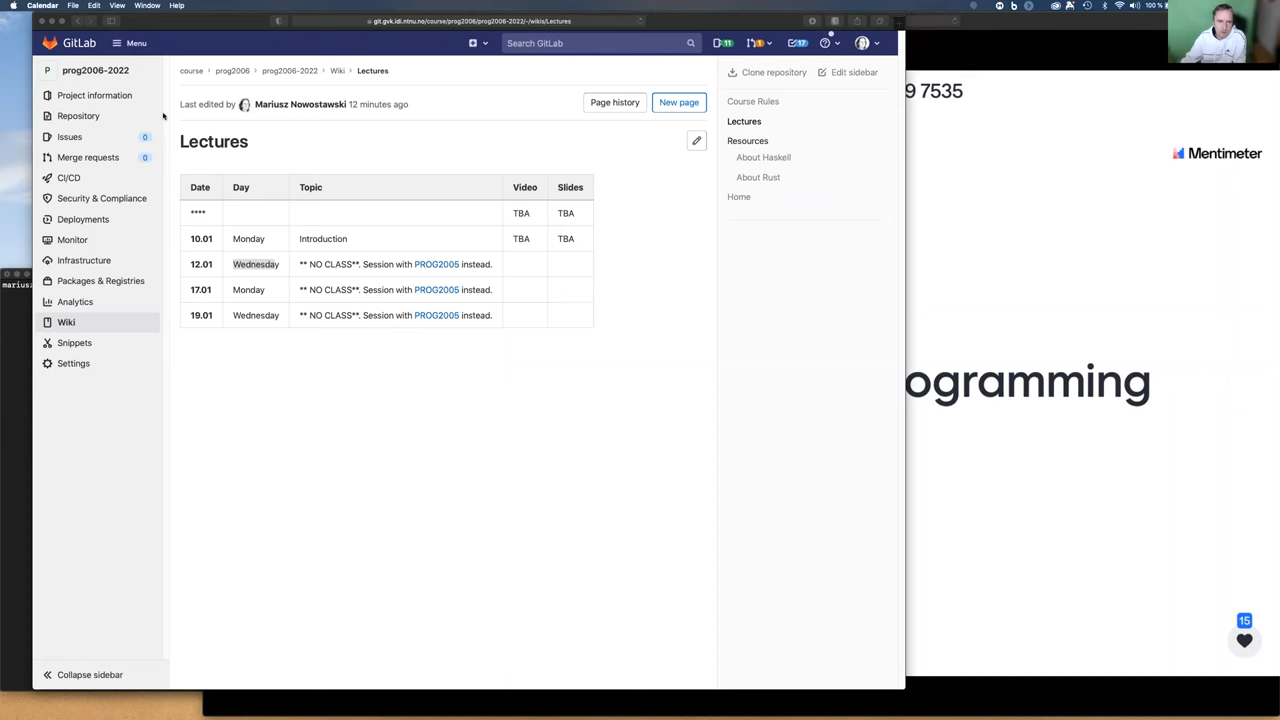 Calendar File Edit View Window Help 100 %
git.gvk.idi.ntnu.no/course/prog2006/prog2006-2022/-/wikis/Lectures
GitLab Menu Search GitLab 11 1 17
P prog2006-2022
Project information
Repository
Issues 0
Merge requests 0
CI/CD
Security & Compliance
Deployments
Monitor
Infrastructure
Packages & Registries
Analytics
Wiki
Snippets
Settings
Collapse sidebar
course › prog2006 › prog2006-2022 › Wiki › Lectures
Last edited by Mariusz Nowostawski 12 minutes ago
Page history New page
Lectures
Date Day Topic Video Slides
**** TBA TBA
10.01 Monday Introduction TBA TBA
12.01 Wednesday ** NO CLASS**. Session with PROG2005 instead.
17.01 Monday ** NO CLASS**. Session with PROG2005 instead.
19.01 Wednesday ** NO CLASS**. Session with PROG2005 instead.
Clone repository Edit sidebar
Course Rules
Lectures
Resources
About Haskell
About Rust
Home
9 7535
Mentimeter
ogramming
15
marius